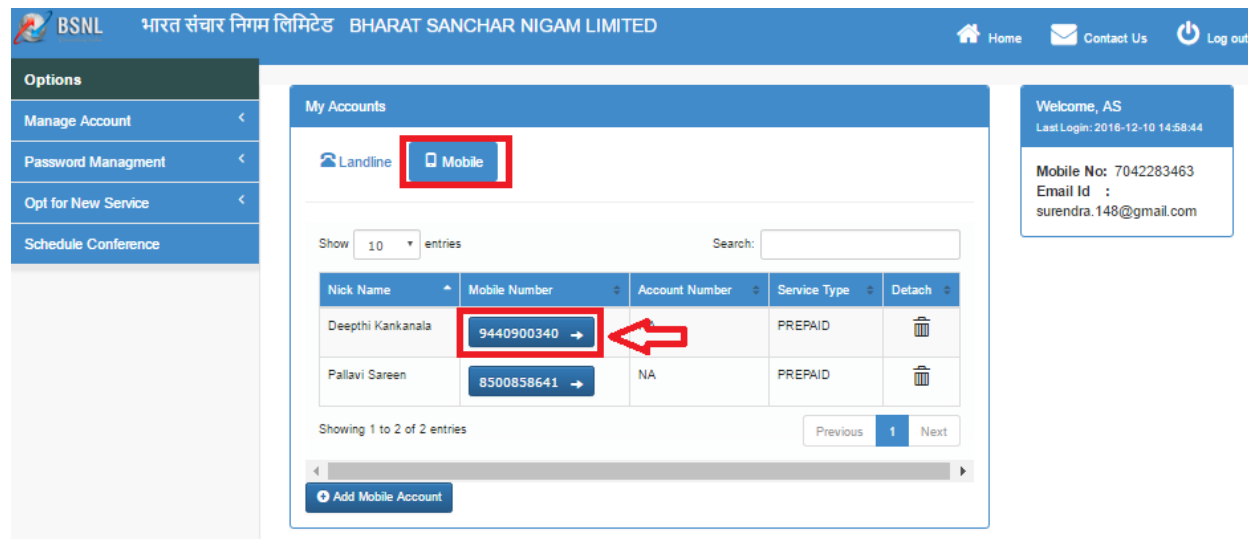 BSNL भारत संचार निगम लिमिटेड BHARAT SANCHAR NIGAM LIMITED
Home Contact Us Log out
Options
Manage Account
Password Managment
Opt for New Service
Schedule Conference
My Accounts
Landline Mobile
Show 10 entries Search:
Nick Name Mobile Number Account Number Service Type Detach
Deepthi Kankanala 9440900340 PREPAID
Pallavi Sareen 8500858641 NA PREPAID
Showing 1 to 2 of 2 entries Previous 1 Next
Add Mobile Account
Welcome, AS
Last Login: 2016-12-10 14:58:44
Mobile No: 7042283463
Email Id :
surendra.148@gmail.com